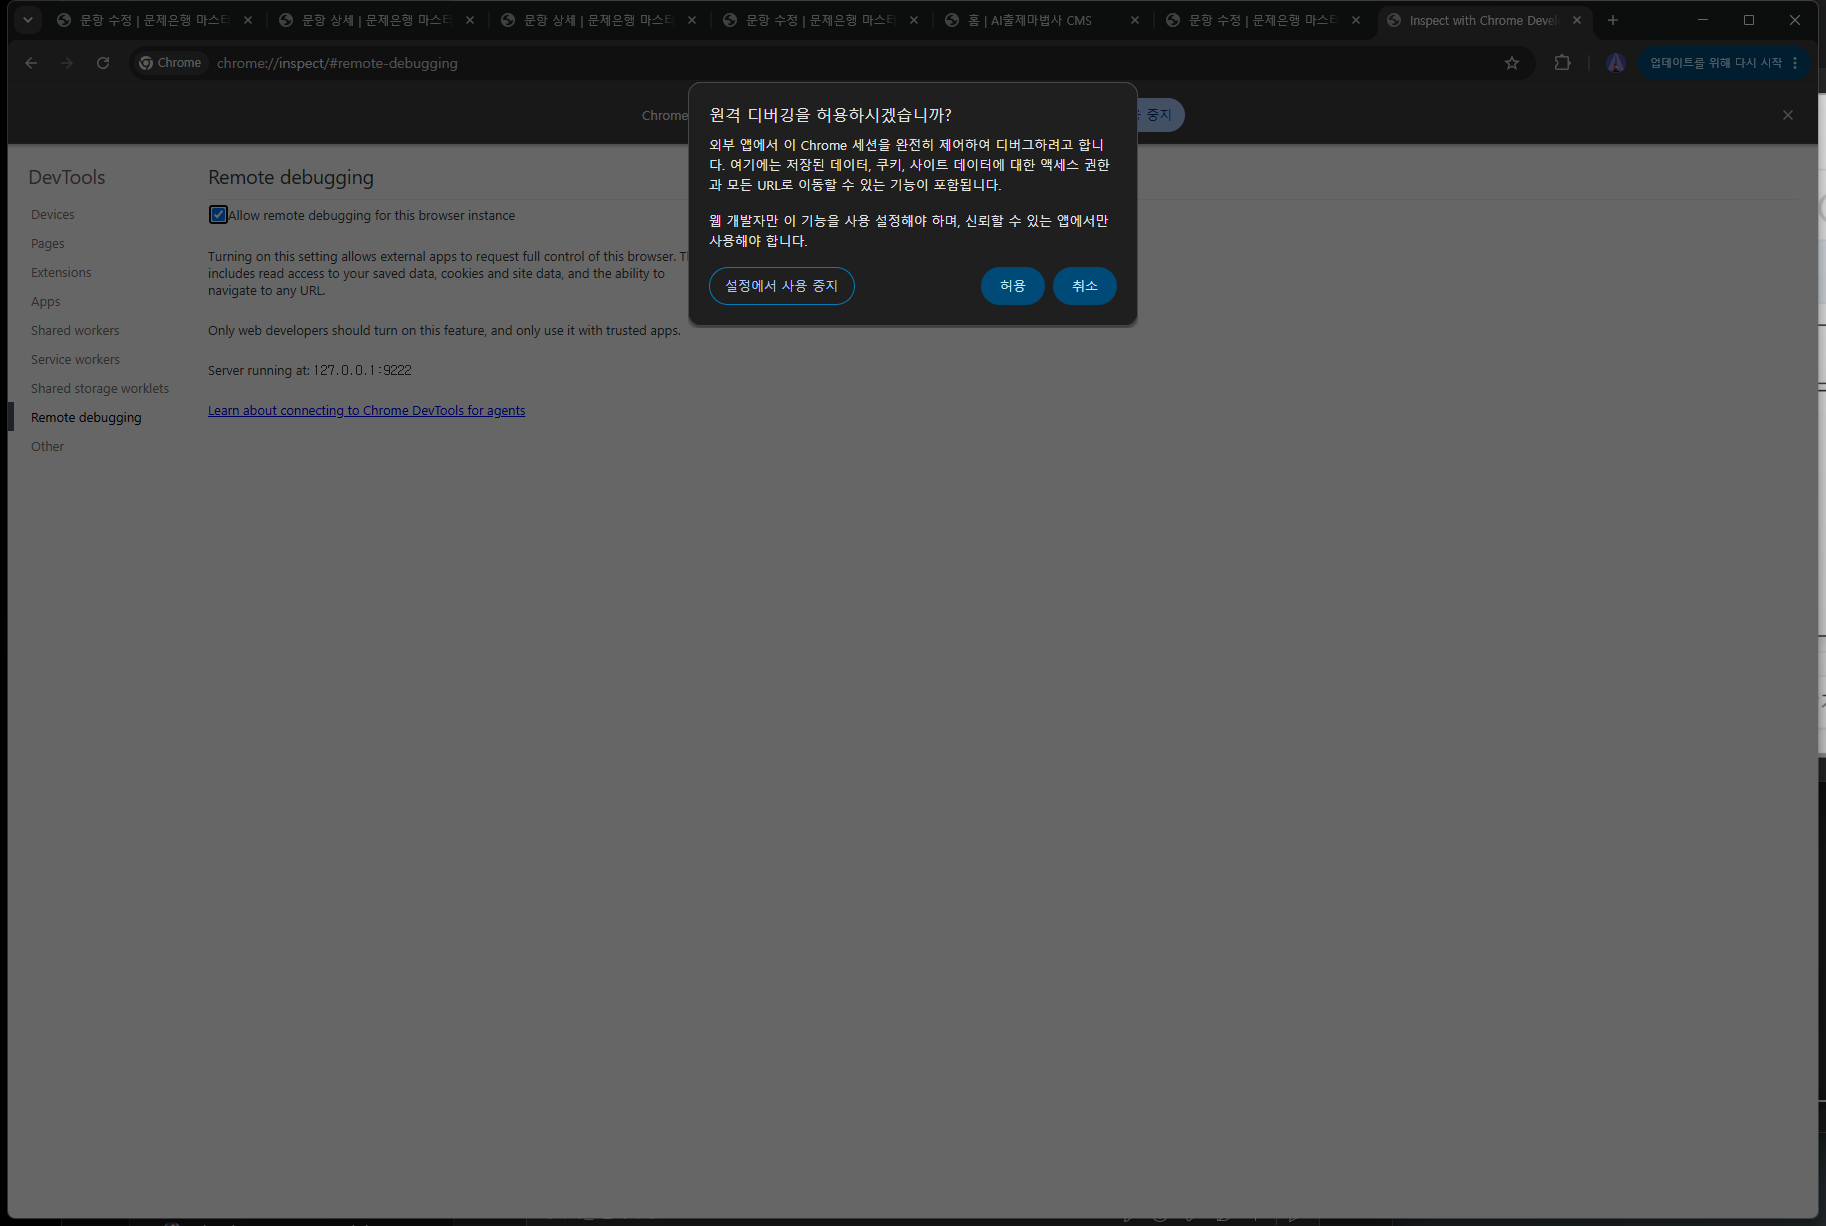 문항 수정 | 문제은행 마스터
문항 상세 | 문제은행 마스터
문항 상세 | 문제은행 마스터
문항 수정 | 문제은행 마스터
홈 | AI출제마법사 CMS
문항 수정 | 문제은행 마스터
Inspect with Chrome Devel
Chrome
chrome://inspect/#remote-debugging
업데이트를 위해 다시 시작
Chrome
중지
원격 디버깅을 허용하시겠습니까?
외부 앱에서 이 Chrome 세션을 완전히 제어하여 디버그하려고 합니
다. 여기에는 저장된 데이터, 쿠키, 사이트 데이터에 대한 액세스 권한
과 모든 URL로 이동할 수 있는 기능이 포함됩니다.
웹 개발자만 이 기능을 사용 설정해야 하며, 신뢰할 수 있는 앱에서만
사용해야 합니다.
설정에서 사용 중지
허용
취소
DevTools
Devices
Pages
Extensions
Apps
Shared workers
Service workers
Shared storage worklets
Remote debugging
Other
Remote debugging
Allow remote debugging for this browser instance
Turning on this setting allows external apps to request full control of this browser. T
includes read access to your saved data, cookies and site data, and the ability to
navigate to any URL.
Only web developers should turn on this feature, and only use it with trusted apps.
Server running at: 127.0.0.1:9222
Learn about connecting to Chrome DevTools for agents